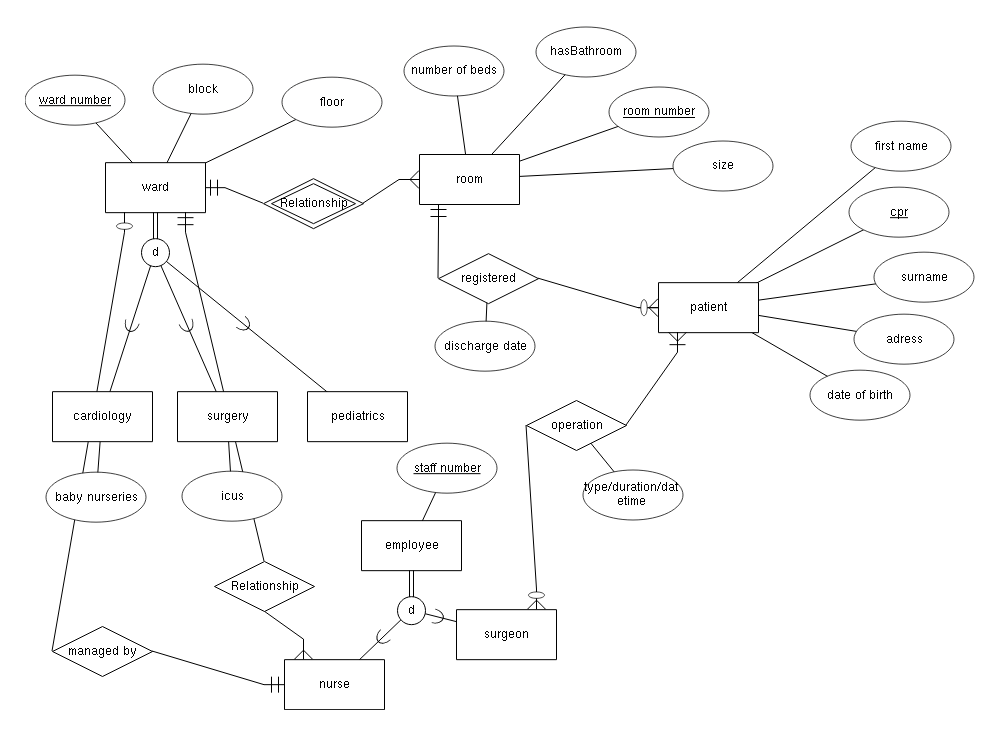 hasBathroom
number of beds
block
ward number
floor
room number
first name
size
room
ward
Relationship
cpr
d
registered
surname
patient
adress
discharge date
date of birth
cardiology
surgery
pediatrics
operation
staff number
type/duration/dat
etime
baby nurseries
icus
employee
Relationship
d
surgeon
managed by
nurse